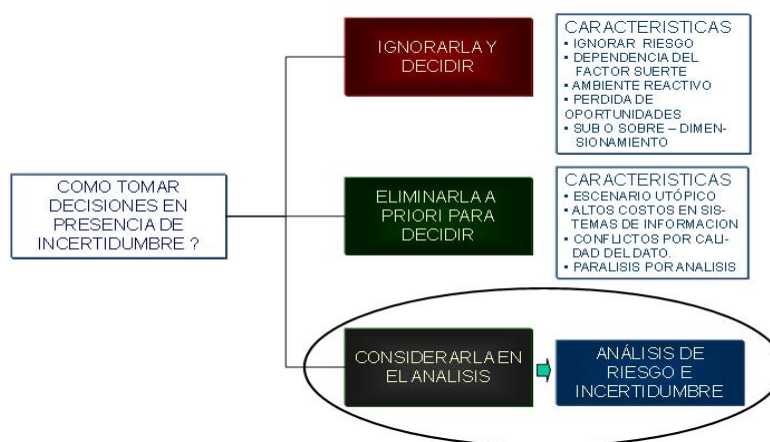 COMO TOMAR
DECISIONES EN
PRESENCIA DE
INCERTIDUMBRE ?
IGNORARLA Y
DECIDIR
CARACTERISTICAS
▪ IGNORAR RIESGO
▪ DEPENDENCIA DEL
FACTOR SUERTE
▪ AMBIENTE REACTIVO
▪ PERDIDA DE
OPORTUNIDADES
▪ SUB O SOBRE – DIMEN-
SIONAMIENTO
ELIMINARLA A
PRIORI PARA
DECIDIR
CARACTERISTICAS
▪ ESCENARIO UTÓPICO
▪ ALTOS COSTOS EN SIS-
TEMAS DE INFORMACION
▪ CONFLICTOS POR CALI-
DAD DEL DATO.
▪ PARALISIS POR ANALISIS
CONSIDERARLA EN
EL ANALISIS
ANÁLISIS DE
RIESGO E
INCERTIDUMBRE